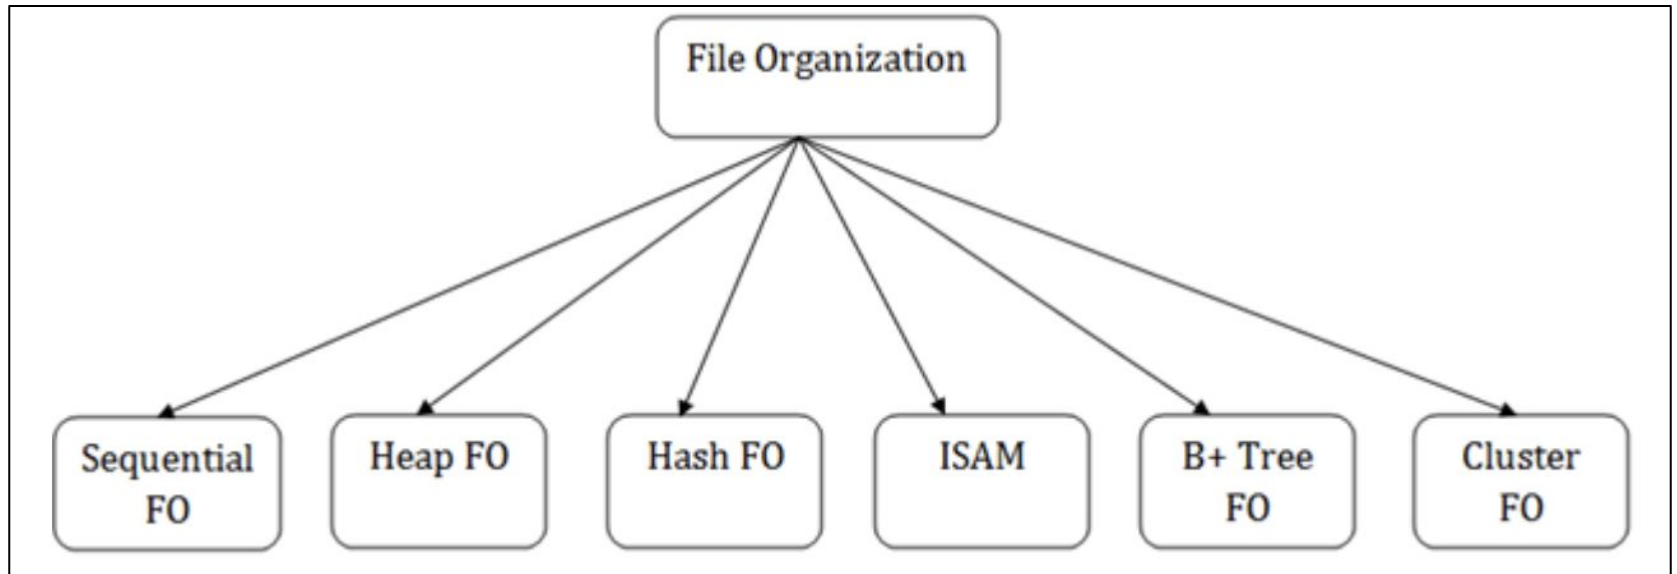 File Organization
Sequential
FO
Heap FO
Hash FO
ISAM
B+ Tree
FO
Cluster
FO